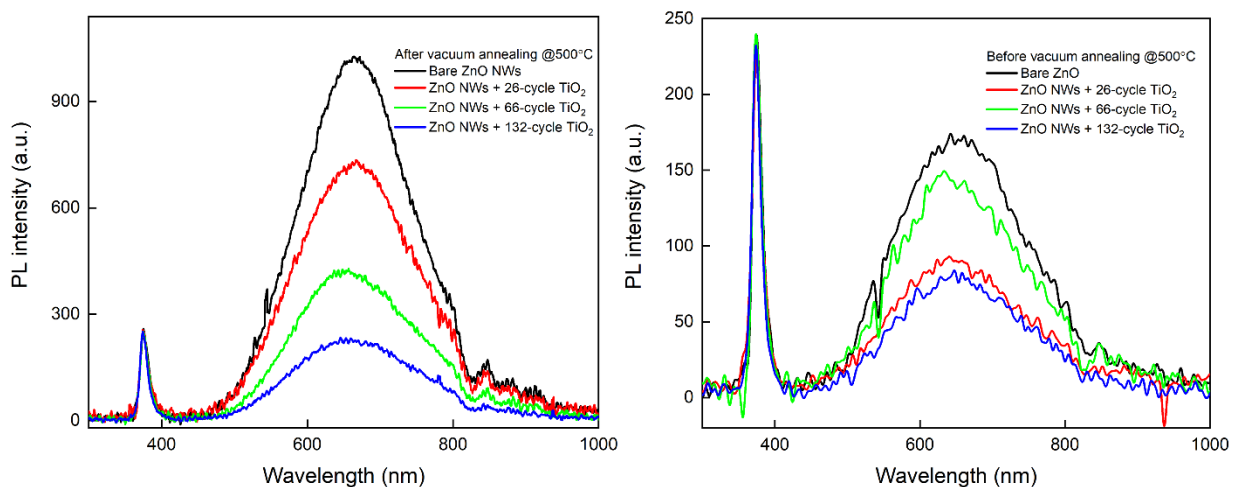 After vacuum annealing @500°C
Bare ZnO NWs
ZnO NWs + 26-cycle TiO₂
ZnO NWs + 66-cycle TiO₂
ZnO NWs + 132-cycle TiO₂
PL intensity (a.u.)
900
600
300
0
400
600
800
1000
Wavelength (nm)
Before vacuum annealing @500°C
Bare ZnO
ZnO NWs + 26-cycle TiO₂
ZnO NWs + 66-cycle TiO₂
ZnO NWs + 132-cycle TiO₂
PL intensity (a.u.)
250
200
150
100
50
0
400
600
800
1000
Wavelength (nm)